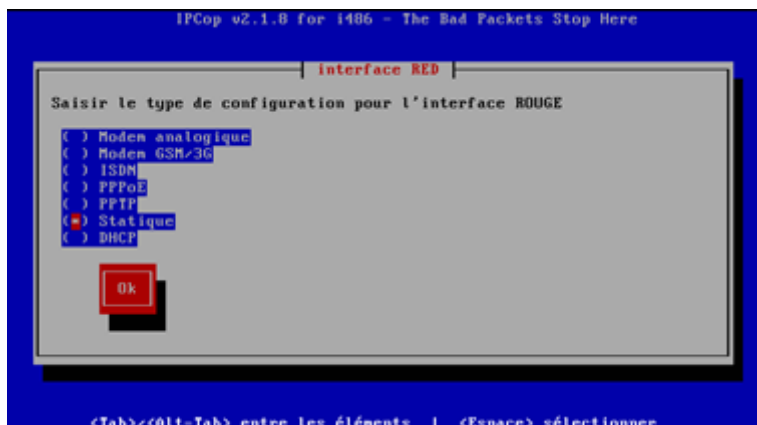 IPCop v2.1.8 for i486 - The Bad Packets Stop Here
interface RED
Saisir le type de configuration pour l'interface ROUGE
( ) Modem analogique
( ) Modem GSM/3G
( ) ISDN
( ) PPPoE
( ) PPTP
(*) Statique
( ) DHCP
Ok
<Tab>/<Alt-Tab> entre les éléments | <Espace> sélectionner